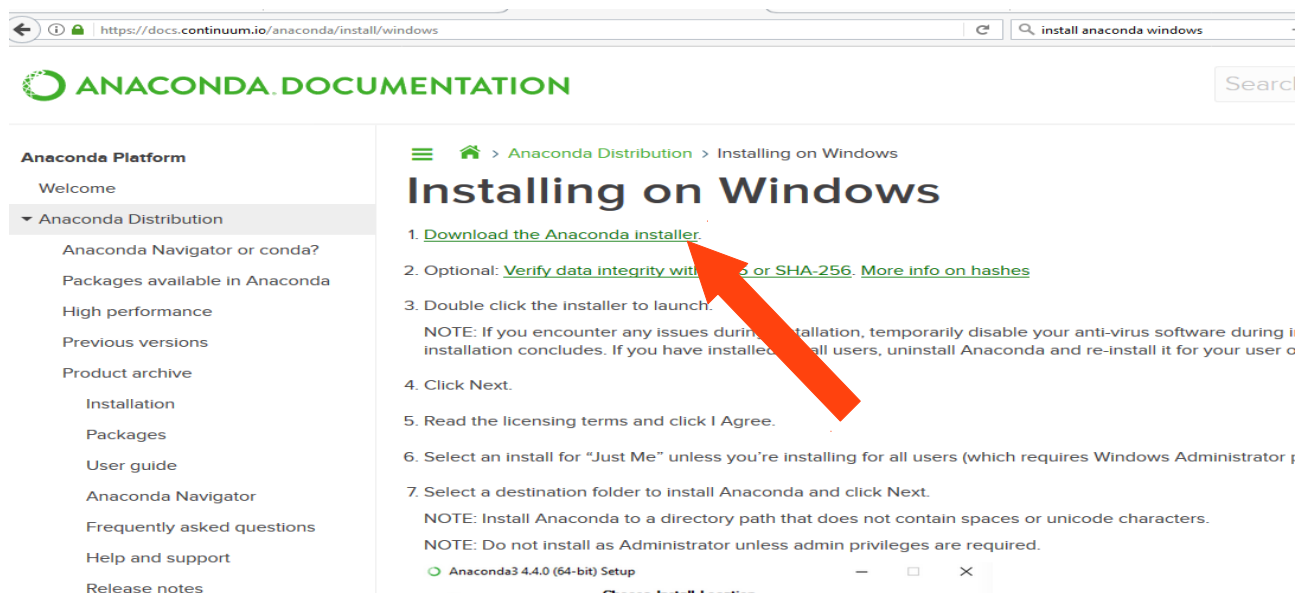 https://docs.continuum.io/anaconda/install/windows
install anaconda windows
ANACONDA. DOCUMENTATION
Search
Anaconda Platform
Welcome
Anaconda Distribution
Anaconda Navigator or conda?
Packages available in Anaconda
High performance
Previous versions
Product archive
Installation
Packages
User guide
Anaconda Navigator
Frequently asked questions
Help and support
Release notes
> Anaconda Distribution > Installing on Windows
Installing on Windows
1. Download the Anaconda installer.
2. Optional: Verify data integrity with 5 or SHA-256. More info on hashes
3. Double click the installer to launch.
NOTE: If you encounter any issues during installation, temporarily disable your anti-virus software during
installation concludes. If you have installed all users, uninstall Anaconda and re-install it for your user
4. Click Next.
5. Read the licensing terms and click I Agree.
6. Select an install for “Just Me” unless you’re installing for all users (which requires Windows Administrator
7. Select a destination folder to install Anaconda and click Next.
NOTE: Install Anaconda to a directory path that does not contain spaces or unicode characters.
NOTE: Do not install as Administrator unless admin privileges are required.
Anaconda3 4.4.0 (64-bit) Setup